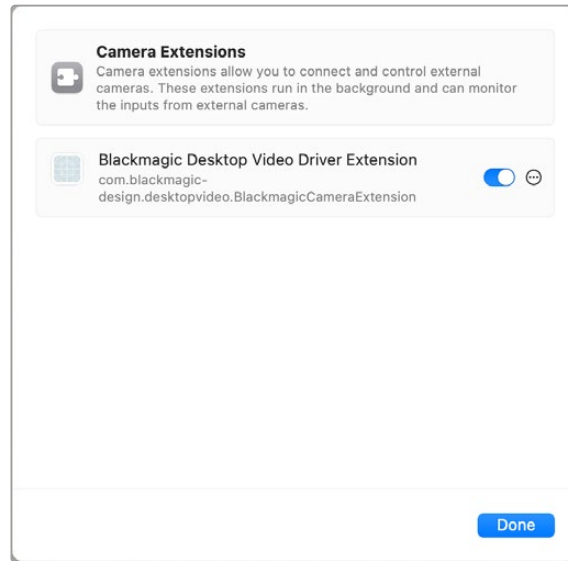 Camera Extensions
Camera extensions allow you to connect and control external
cameras. These extensions run in the background and can monitor
the inputs from external cameras.
Blackmagic Desktop Video Driver Extension
com.blackmagic-
design.desktopvideo.BlackmagicCameraExtension
Done